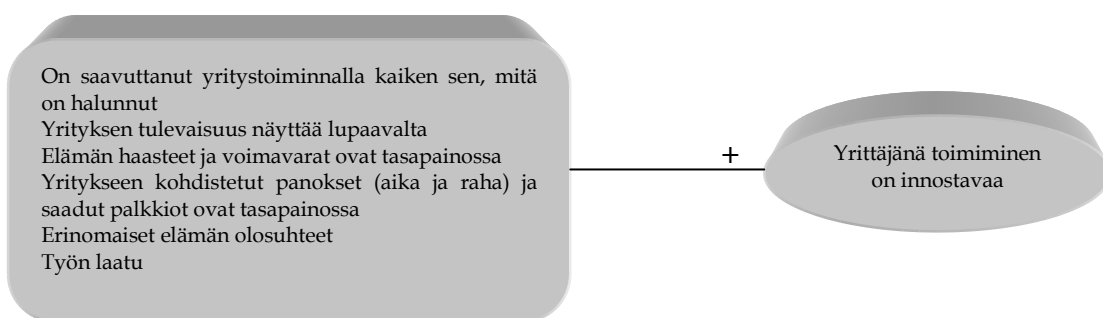 On saavuttanut yritystoiminnalla kaiken sen, mitä
on halunnut
Yrityksen tulevaisuus näyttää lupaavalta
Elämän haasteet ja voimavarat ovat tasapainossa
Yritykseen kohdistetut panokset (aika ja raha) ja
saadut palkkiot ovat tasapainossa
Erinomaiset elämän olosuhteet
Työn laatu
+
Yrittäjänä toimiminen
on innostavaa